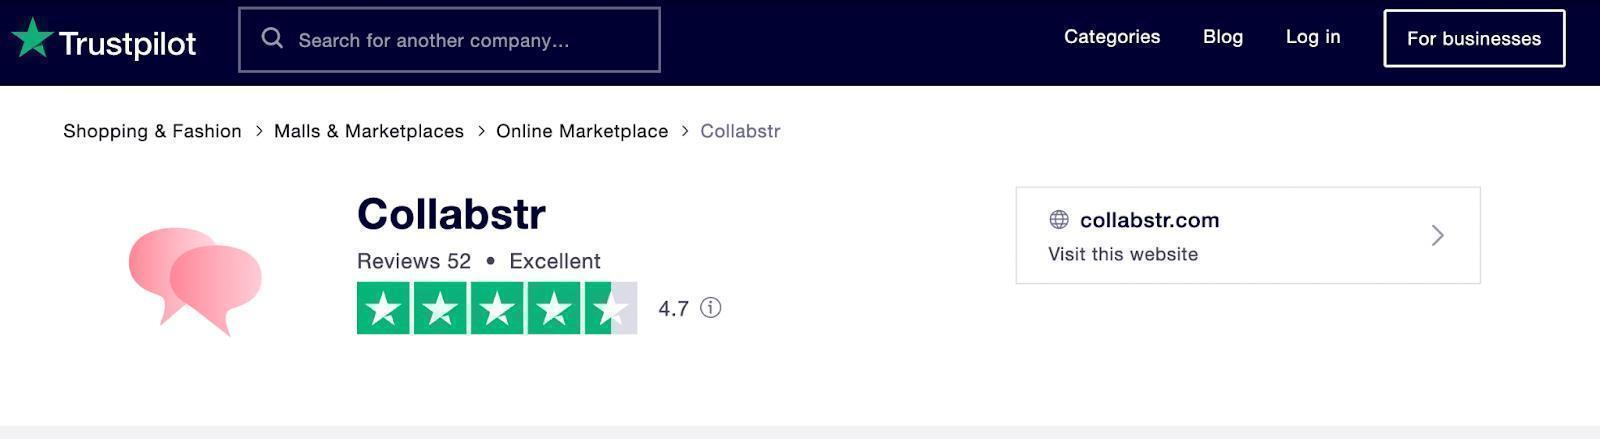 Trustpilot
Search for another company...
Categories
Blog
Log in
For businesses
Shopping & Fashion > Malls & Marketplaces > Online Marketplace > Collabstr
Collabstr
Reviews 52 • Excellent
4.7
collabstr.com
Visit this website